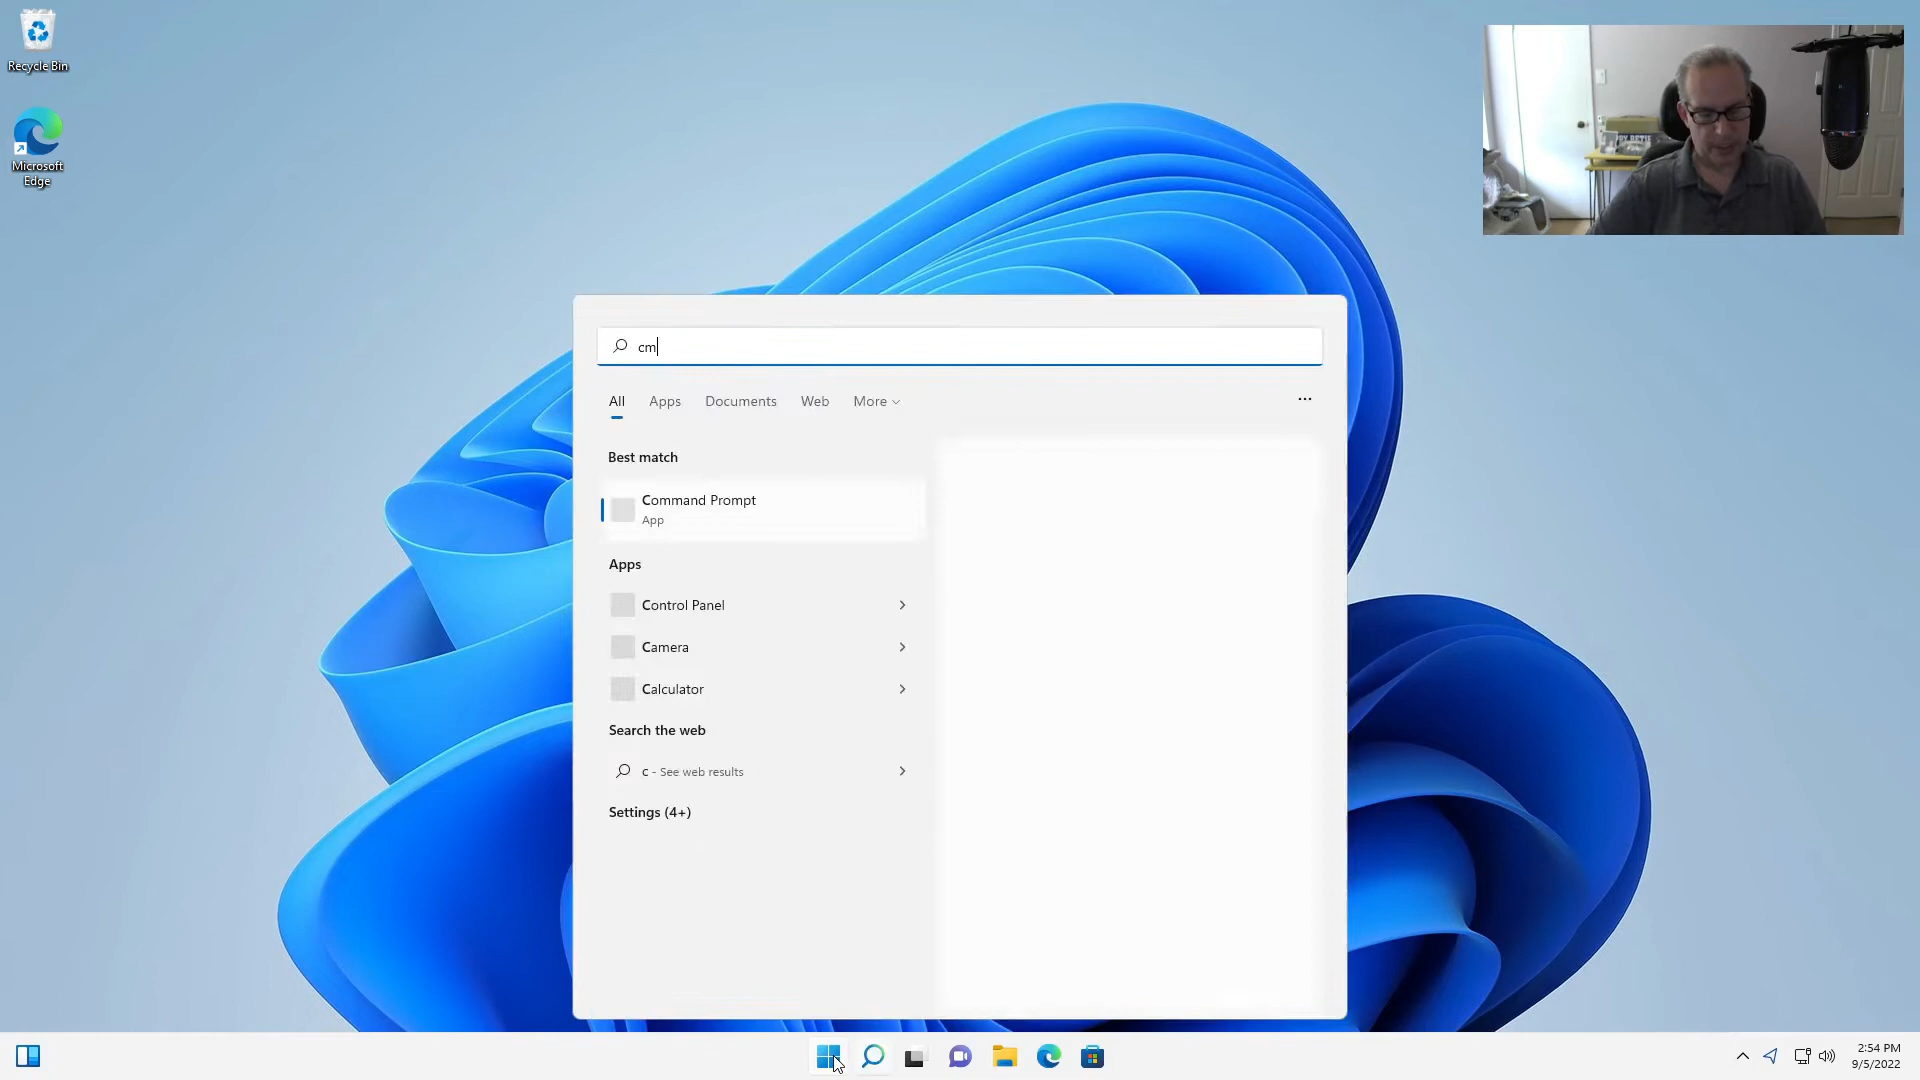 Recycle Bin
Microsoft
Edge
cm
All Apps Documents Web More
Best match
Command Prompt
App
Apps
Control Panel
Camera
Calculator
Search the web
c - See web results
Settings (4+)
2:54 PM
9/5/2022